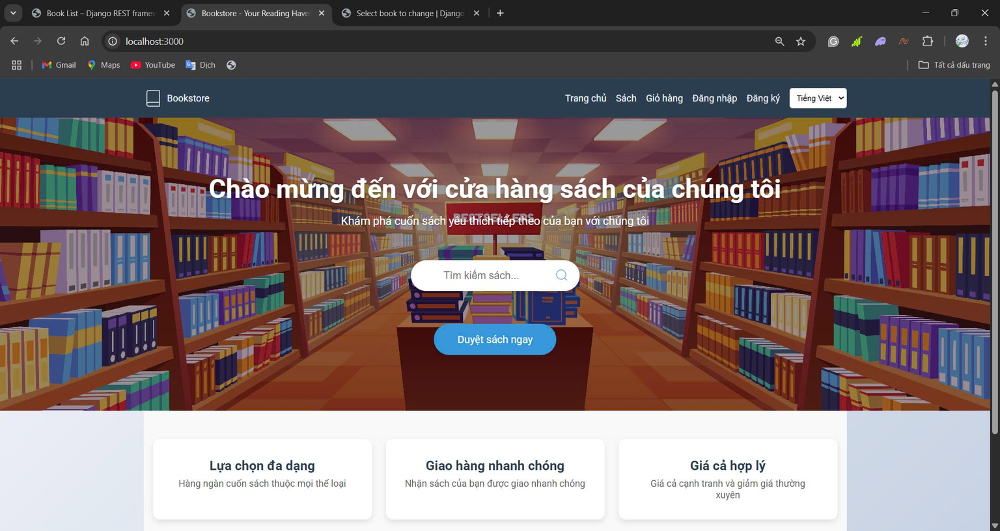 Book List – Django REST framew
Bookstore - Your Reading Have
Select book to change | Django
localhost:3000
Gmail
Maps
YouTube
Dịch
Tất cả dấu trang
Bookstore
Trang chủ
Sách
Giỏ hàng
Đăng nhập
Đăng ký
Tiếng Việt
Chào mừng đến với cửa hàng sách của chúng tôi
BESTSELLERS
Khám phá cuốn sách yêu thích tiếp theo của bạn với chúng tôi
Tìm kiếm sách...
Duyệt sách ngay
Lựa chọn đa dạng
Hàng ngàn cuốn sách thuộc mọi thể loại
Giao hàng nhanh chóng
Nhận sách của bạn được giao nhanh chóng
Giá cả hợp lý
Giá cả cạnh tranh và giảm giá thường
xuyên